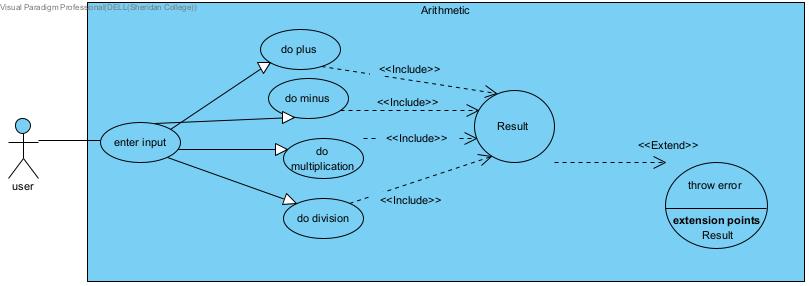 Visual Paradigm Professional(DELL(Sheridan College))
Arithmetic
do plus
<<Include>>
do minus
<<Include>>
enter input
Result
do
multiplication
<<Include>>
<<Extend>>
user
throw error
do division
<<Include>>
extension points
Result